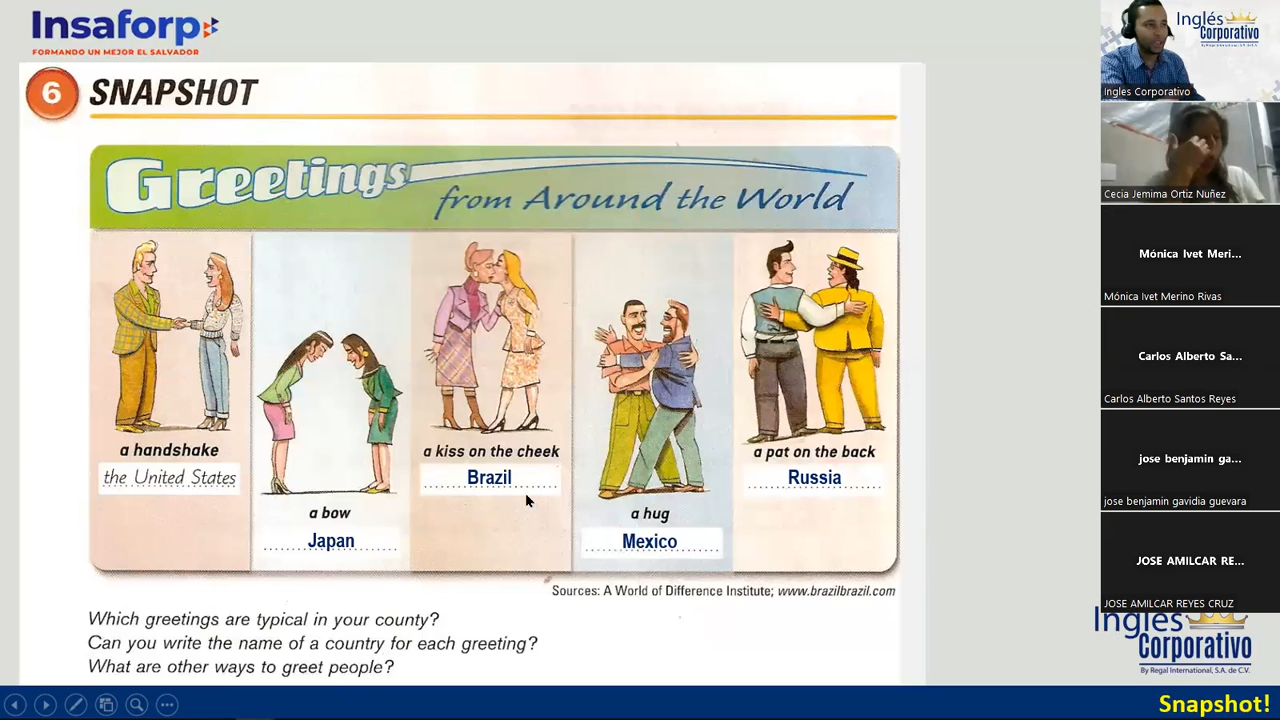 Insaforp
FORMANDO UN MEJOR EL SALVADOR
6 SNAPSHOT
Greetings
from Around the World
a handshake
the United States
a bow
Japan
a kiss on the cheek
Brazil
a hug
Mexico
a pat on the back
Russia
Sources: A World of Difference Institute; www.brazilbrazil.com
Which greetings are typical in your county?
Can you write the name of a country for each greeting?
What are other ways to greet people?
Inglés
Corporativo
Ingles Corporativo
Cecia Jemima Ortiz Nuñez
Mónica Ivet Meri...
Mónica Ivet Merino Rivas
Carlos Alberto Sa...
Carlos Alberto Santos Reyes
jose benjamin ga...
jose benjamin gavidia guevara
JOSE AMILCAR RE...
JOSE AMILCAR REYES CRUZ
Inglés
Corporativo
By Regal International, S.A. de C.V.
Snapshot!